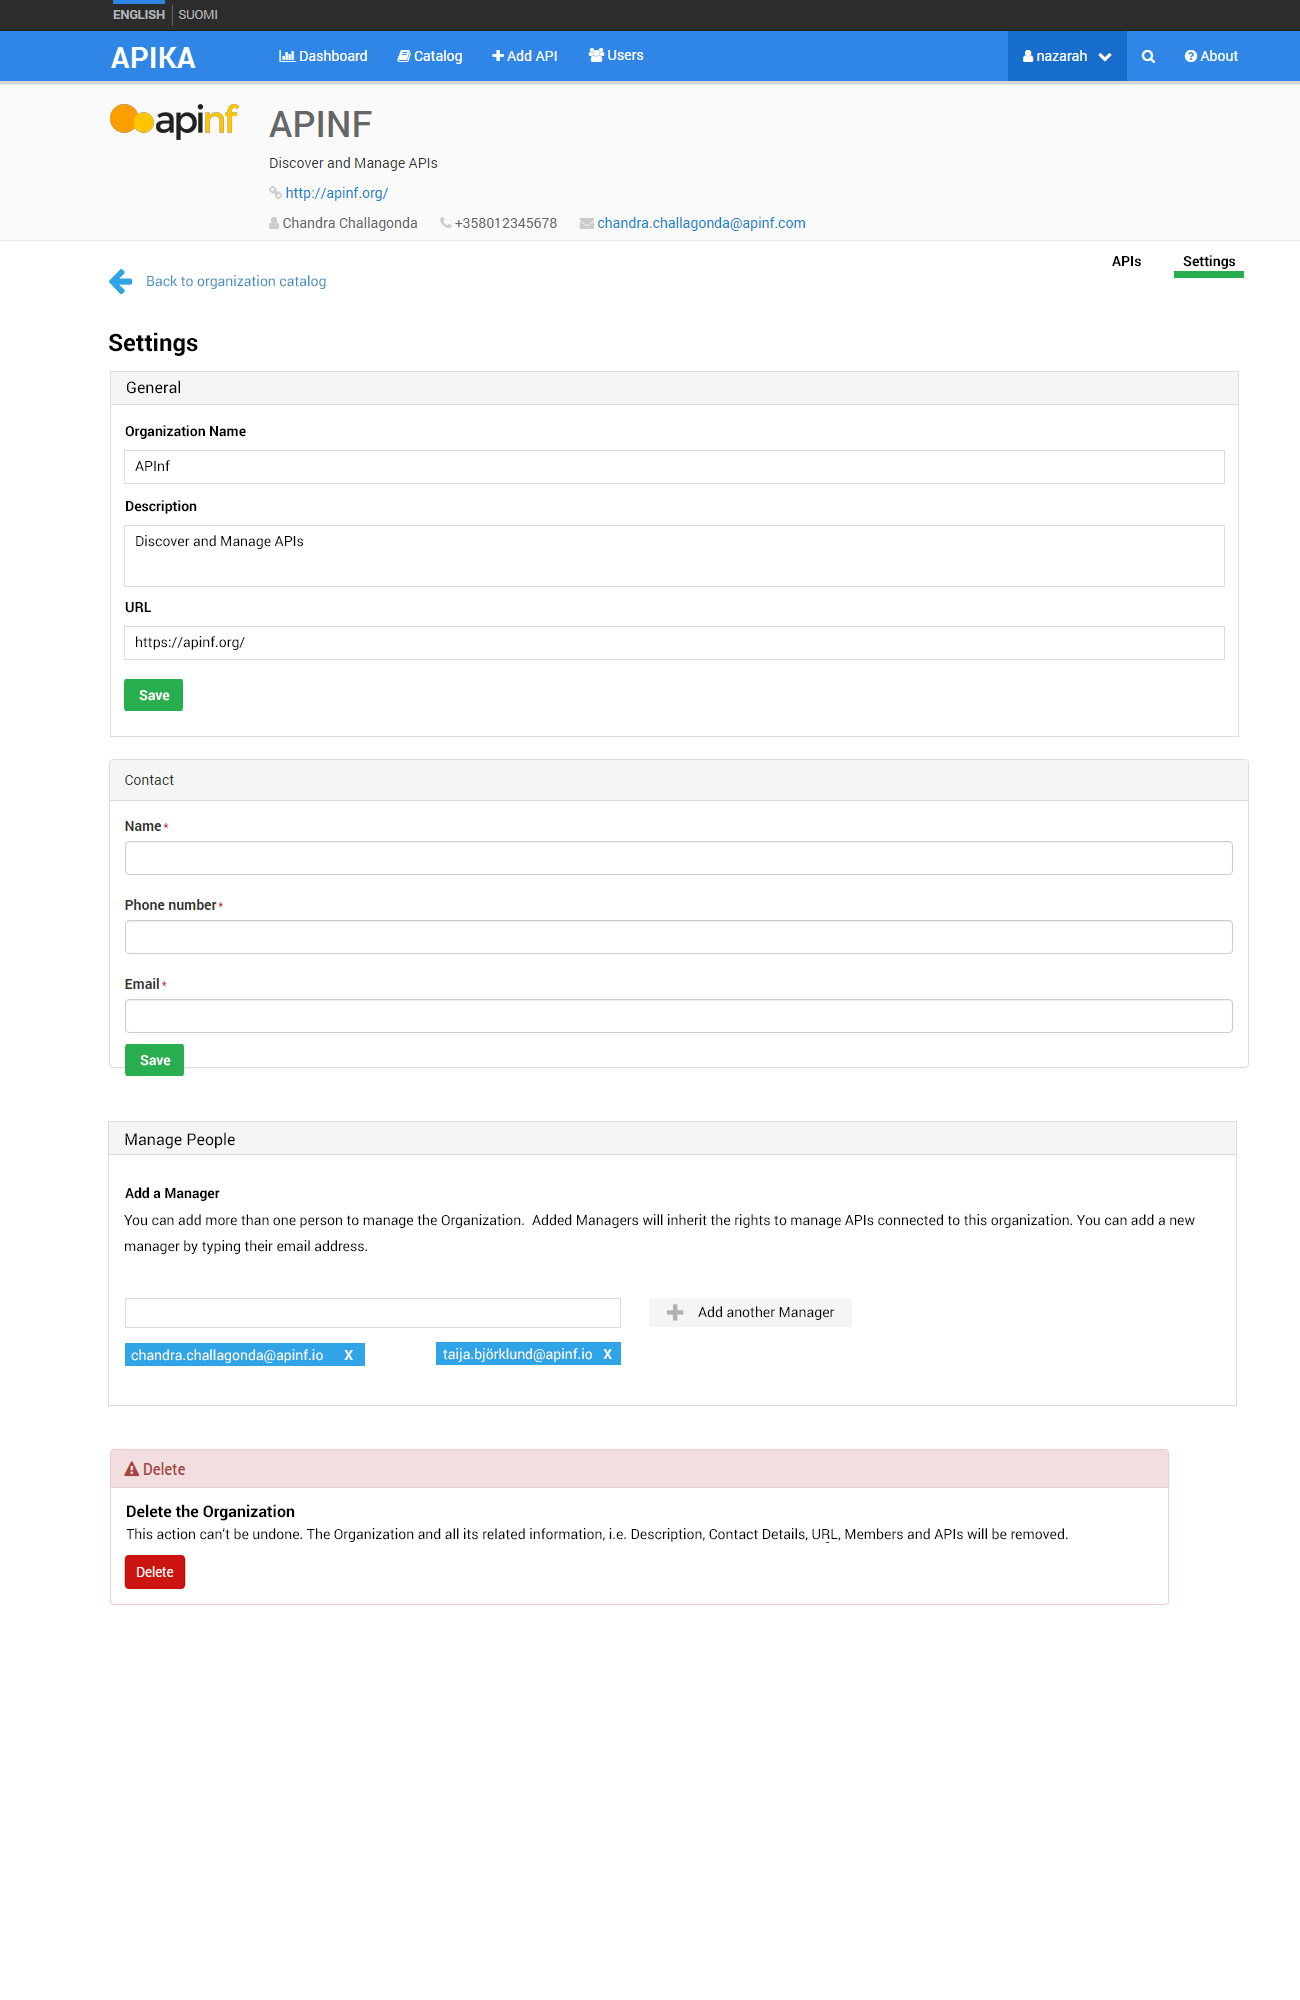 ENGLISH SUOMI
APIKA Dashboard Catalog Add API Users nazarah About
apinf
APINF
Discover and Manage APIs
http://apinf.org/
Chandra Challagonda +358012345678 chandra.challagonda@apinf.com
APIs Settings
Back to organization catalog
Settings
General
Organization Name
APInf
Description
Discover and Manage APIs
URL
https://apinf.org/
Save
Contact
Name*
Phone number*
Email*
Save
Manage People
Add a Manager
You can add more than one person to manage the Organization.  Added Managers will inherit the rights to manage APIs connected to this organization. You can add a new
manager by typing their email address.
Add another Manager
chandra.challagonda@apinf.io X taija.björklund@apinf.io X
Delete
Delete the Organization
This action can't be undone. The Organization and all its related information, i.e. Description, Contact Details, URL, Members and APIs will be removed.
Delete